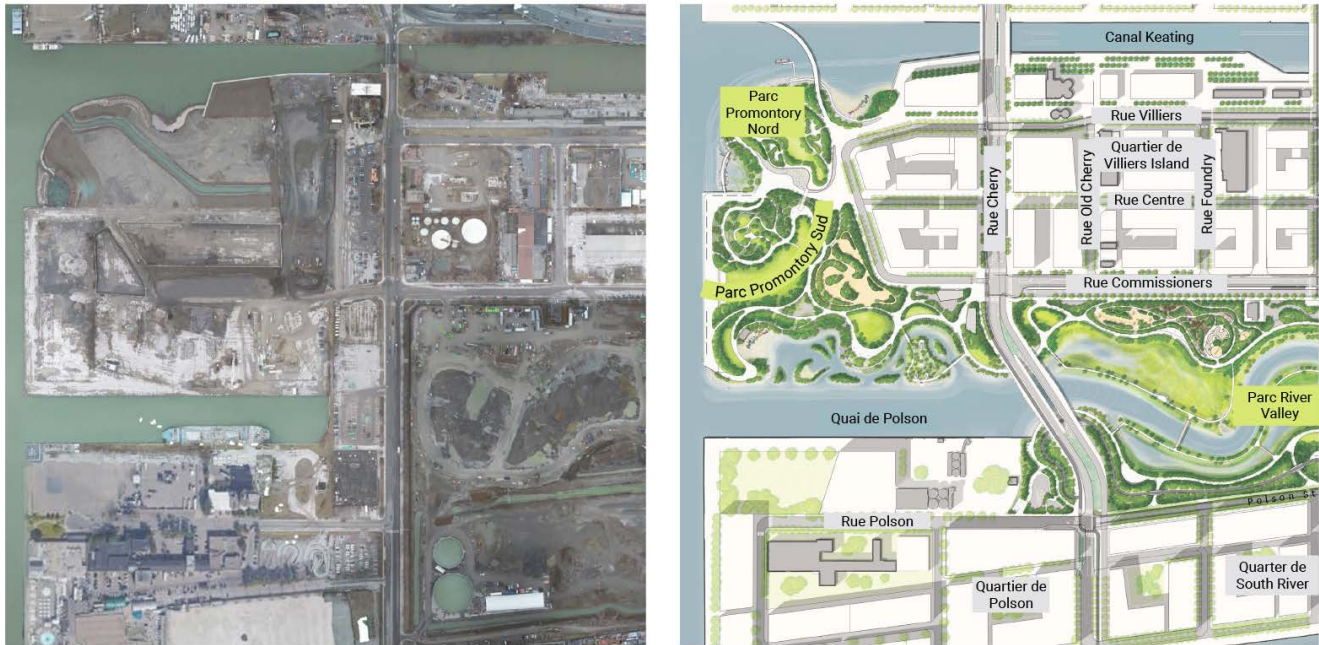 Canal Keating
Parc
Promontory
Nord
Rue Villiers
Quartier de
Villiers Island
Rue Cherry
Rue Old Cherry
Rue Foundry
Rue Centre
Parc Promontory Sud
Rue Commissioners
Parc River
Valley
Quai de Polson
Polson St
Rue Polson
Quartier de
Polson
Quarter de
South River